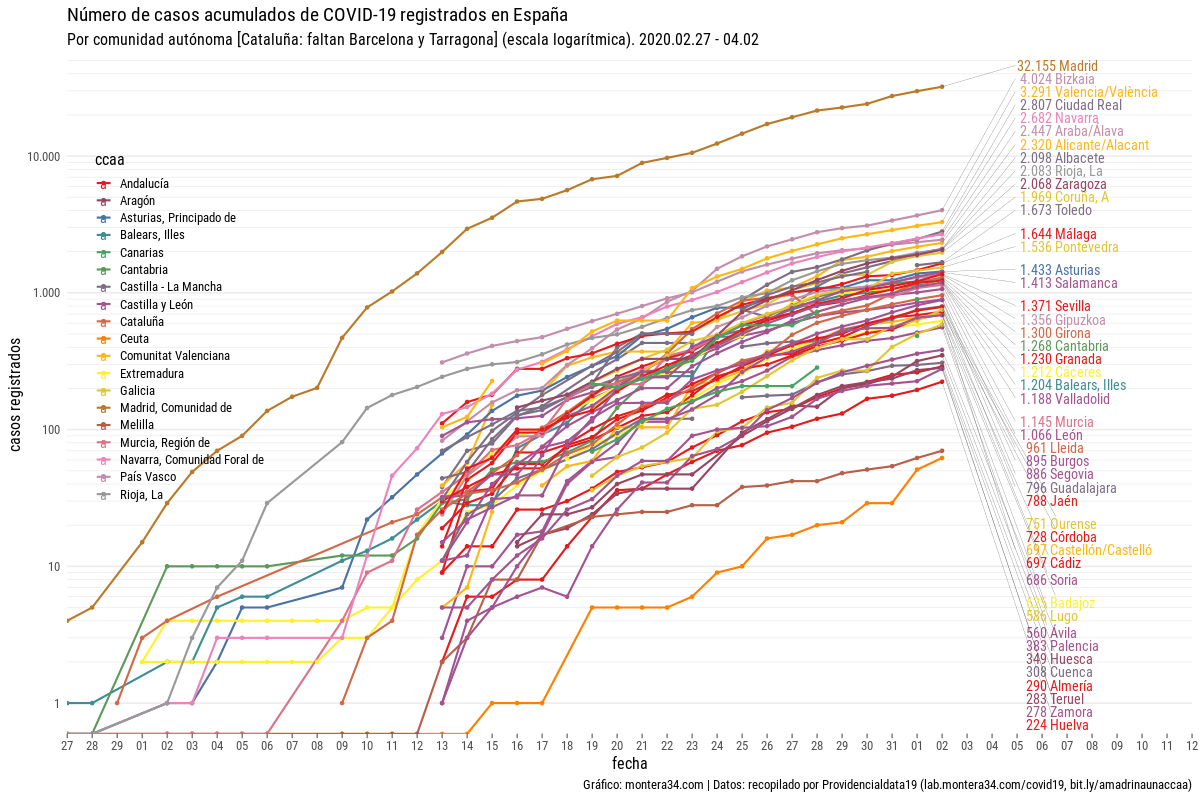 Número de casos acumulados de COVID-19 registrados en España
Por comunidad autónoma [Cataluña: faltan Barcelona y Tarragona] (escala logarítmica). 2020.02.27 - 04.02
casos registrados
10.000
1.000
100
10
1
ccaa
Andalucía
Aragón
Asturias, Principado de
Balears, Illes
Canarias
Cantabria
Castilla - La Mancha
Castilla y León
Cataluña
Ceuta
Comunitat Valenciana
Extremadura
Galicia
Madrid, Comunidad de
Melilla
Murcia, Región de
Navarra, Comunidad Foral de
País Vasco
Rioja, La
32.155 Madrid
4.024 Bizkaia
3.291 Valencia/València
2.807 Ciudad Real
2.682 Navarra
2.447 Araba/Álava
2.320 Alicante/Alacant
2.098 Albacete
2.083 Rioja, La
2.068 Zaragoza
1.969 Coruña, A
1.673 Toledo
1.644 Málaga
1.536 Pontevedra
1.433 Asturias
1.413 Salamanca
1.371 Sevilla
1.356 Gipuzkoa
1.300 Girona
1.268 Cantabria
1.230 Granada
1.212 Cáceres
1.204 Balears, Illes
1.188 Valladolid
1.145 Murcia
1.066 León
961 Lleida
895 Burgos
886 Segovia
796 Guadalajara
788 Jaén
751 Ourense
728 Córdoba
697 Castellón/Castelló
697 Cádiz
686 Soria
Badajoz
586 Lugo
560 Ávila
383 Palencia
349 Huesca
308 Cuenca
290 Almería
283 Teruel
278 Zamora
224 Huelva
27 28 29 01 02 03 04 05 06 07 08 09 10 11 12 13 14 15 16 17 18 19 20 21 22 23 24 25 26 27 28 29 30 31 01 02 03 04 05 06 07 08 09 10 11 12
fecha
Gráfico: montera34.com | Datos: recopilado por Providencialdata19 (lab.montera34.com/covid19, bit.ly/amadrinaunaccaa)